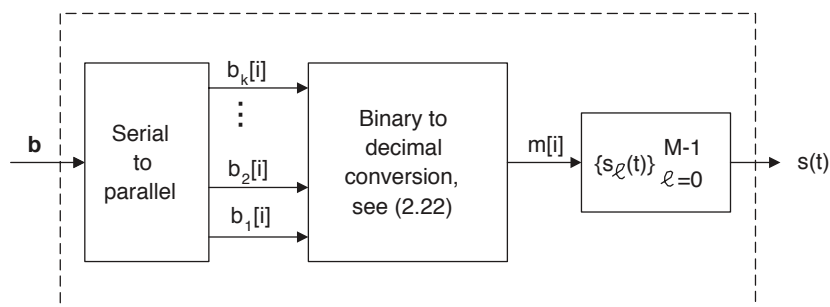 b
Serial
to
parallel
b_k[i]
⋮
b_2[i]
b_1[i]
Binary to
decimal
conversion,
see (2.22)
m[i]
{s_ℓ(t)} M-1
ℓ=0
s(t)